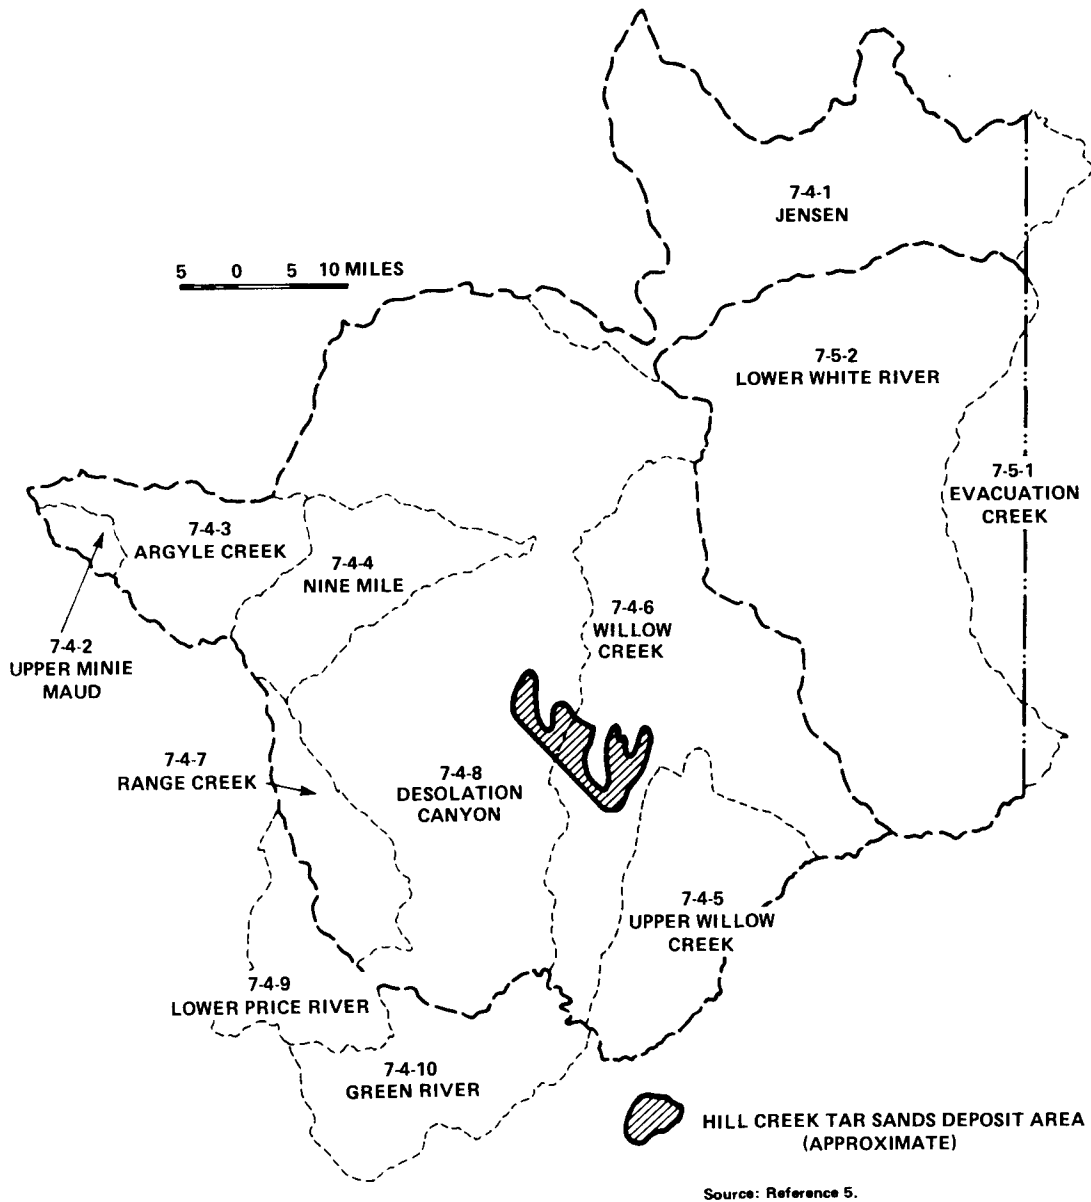 7-4-1
JENSEN
5 0 5 10 MILES
7-5-2
LOWER WHITE RIVER
7-5-1
EVACUATION
CREEK
7-4-3
ARGYLE CREEK
7-4-4
NINE MILE
7-4-6
WILLOW
CREEK
7-4-2
UPPER MINIE
MAUD
7-4-7
RANGE CREEK
7-4-8
DESOLATION
CANYON
7-4-5
UPPER WILLOW
CREEK
7-4-9
LOWER PRICE RIVER
7-4-10
GREEN RIVER
HILL CREEK TAR SANDS DEPOSIT AREA
(APPROXIMATE)
Source: Reference 5.